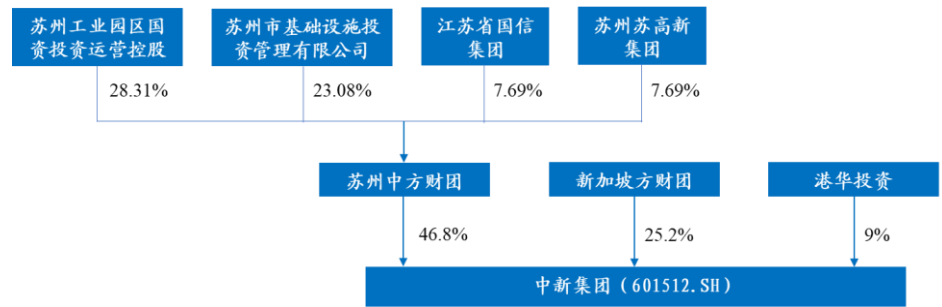 苏州工业园区国
资投资运营控股
苏州市基础设施投
资管理有限公司
江苏省国信
集团
苏州苏高新
集团
28.31%
23.08%
7.69%
7.69%
苏州中方财团
新加坡方财团
港华投资
46.8%
25.2%
9%
中新集团(601512.SH)